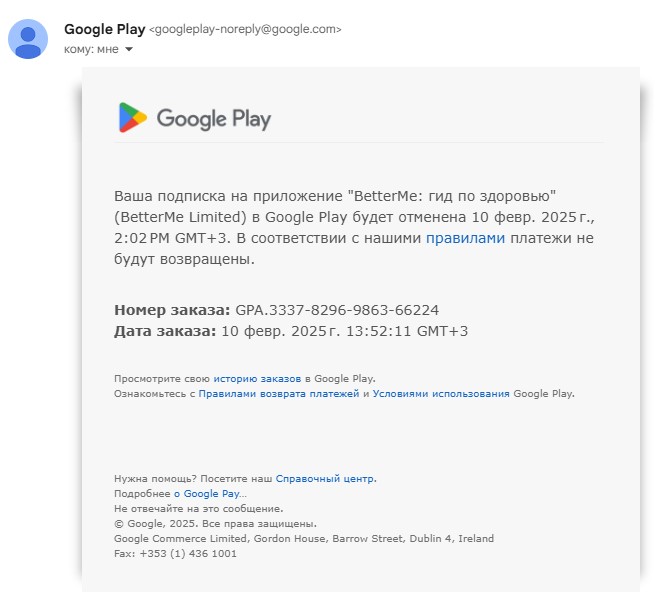 Google Play <googleplay-noreply@google.com>
кому: мне
Google Play
Ваша подписка на приложение "BetterMe: гид по здоровью"
(BetterMe Limited) в Google Play будет отменена 10 февр. 2025 г.,
2:02 PM GMT+3. В соответствии с нашими правилами платежи не
будут возвращены.
Номер заказа: GPA.3337-8296-9863-66224
Дата заказа: 10 февр. 2025 г. 13:52:11 GMT+3
Просмотрите свою историю заказов в Google Play.
Ознакомьтесь с Правилами возврата платежей и Условиями использования Google Play.
Нужна помощь? Посетите наш Справочный центр.
Подробнее о Google Pay…
Не отвечайте на это сообщение.
© Google, 2025. Все права защищены.
Google Commerce Limited, Gordon House, Barrow Street, Dublin 4, Ireland
Fax: +353 (1) 436 1001